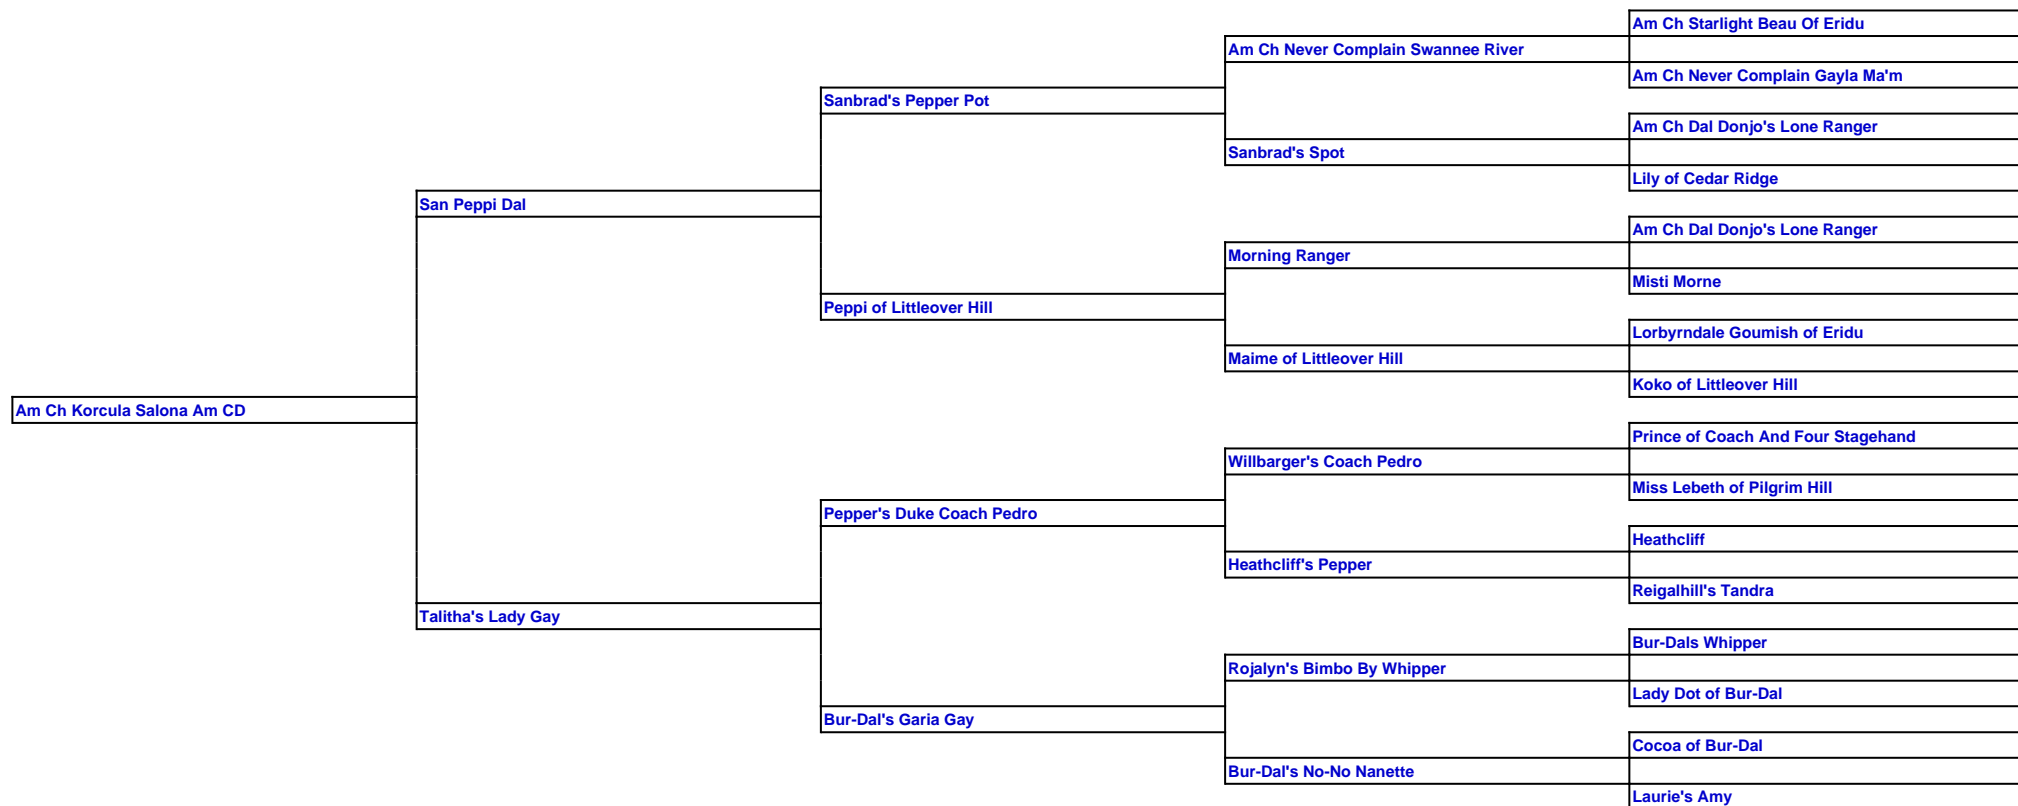 Am Ch Starlight Beau Of Eridu
Am Ch Never Complain Swannee River
Am Ch Never Complain Gayla Ma'm
Sanbrad's Pepper Pot
Am Ch Dal Donjo's Lone Ranger
Sanbrad's Spot
Lily of Cedar Ridge
San Peppi Dal
Am Ch Dal Donjo's Lone Ranger
Morning Ranger
Misti Morne
Peppi of Littleover Hill
Lorbyrndale Goumish of Eridu
Maime of Littleover Hill
Koko of Littleover Hill
Am Ch Korcula Salona Am CD
Prince of Coach And Four Stagehand
Willbarger's Coach Pedro
Miss Lebeth of Pilgrim Hill
Pepper's Duke Coach Pedro
Heathcliff
Heathcliff's Pepper
Reigalhill's Tandra
Talitha's Lady Gay
Bur-Dals Whipper
Rojalyn's Bimbo By Whipper
Lady Dot of Bur-Dal
Bur-Dal's Garia Gay
Cocoa of Bur-Dal
Bur-Dal's No-No Nanette
Laurie's Amy